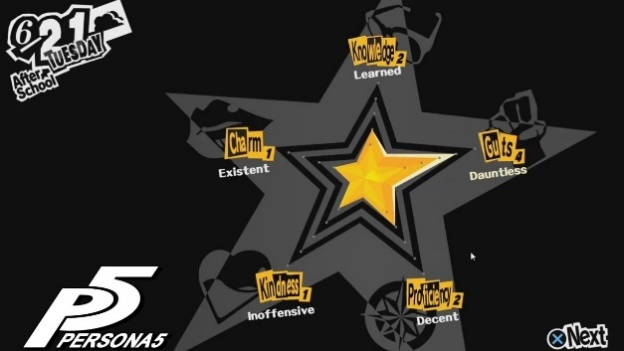 6/21
TUESDAY
After School
Knowledge 2
Learned
Charm 1
Existent
Guts 4
Dauntless
Kindness 1
Inoffensive
Proficiency 2
Decent
P5
PERSONA5
Next